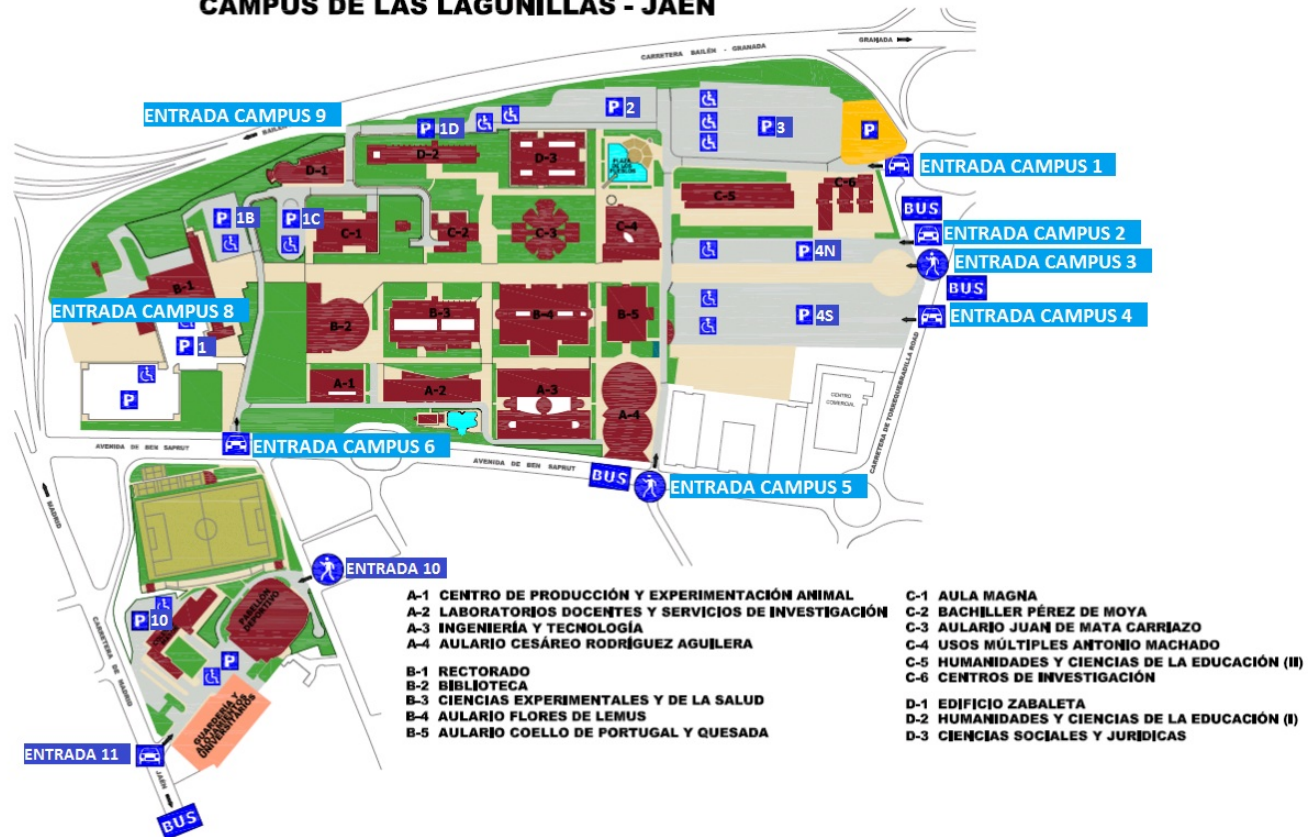 CAMPUS DE LAS LAGUNILLAS - JAÉN
GRANADA
CARRETERA BAILÉN - GRANADA
ENTRADA CAMPUS 9
P 2
P 1D
P 3
P
D-2
D-3
PLAZA DE LOS PUEBLOS
D-1
ENTRADA CAMPUS 1
C-5
C-6
BUS
P 1B
P 1C
C-1
C-2
C-3
C-4
P 4N
ENTRADA CAMPUS 2
ENTRADA CAMPUS 3
BUS
B-1
ENTRADA CAMPUS 8
B-2
B-3
B-4
B-5
P 4S
ENTRADA CAMPUS 4
P 1
P
A-1
A-2
A-3
A-4
CENTRO
COMERCIAL
CARRETERA DE TORREQUEBRADILLA ROAD
AVENIDA DE BEN SAPRUT
ENTRADA CAMPUS 6
AVENIDA DE BEN SAPRUT
BUS
ENTRADA CAMPUS 5
MADRID
ENTRADA 10
PABELLÓN
DEPORTIVO
P 10
P
CARRETERA DE MADRID
GUARDERÍA Y
ALOJAMIENTOS
UNIVERSITARIOS
ENTRADA 11
JAÉN
BUS
A-1 CENTRO DE PRODUCCIÓN Y EXPERIMENTACIÓN ANIMAL
A-2 LABORATORIOS DOCENTES Y SERVICIOS DE INVESTIGACIÓN
A-3 INGENIERÍA Y TECNOLOGÍA
A-4 AULARIO CESÁREO RODRÍGUEZ AGUILERA
B-1 RECTORADO
B-2 BIBLIOTECA
B-3 CIENCIAS EXPERIMENTALES Y DE LA SALUD
B-4 AULARIO FLORES DE LEMUS
B-5 AULARIO COELLO DE PORTUGAL Y QUESADA
C-1 AULA MAGNA
C-2 BACHILLER PÉREZ DE MOYA
C-3 AULARIO JUAN DE MATA CARRIAZO
C-4 USOS MÚLTIPLES ANTONIO MACHADO
C-5 HUMANIDADES Y CIENCIAS DE LA EDUCACIÓN (II)
C-6 CENTROS DE INVESTIGACIÓN
D-1 EDIFICIO ZABALETA
D-2 HUMANIDADES Y CIENCIAS DE LA EDUCACIÓN (I)
D-3 CIENCIAS SOCIALES Y JURIDICAS